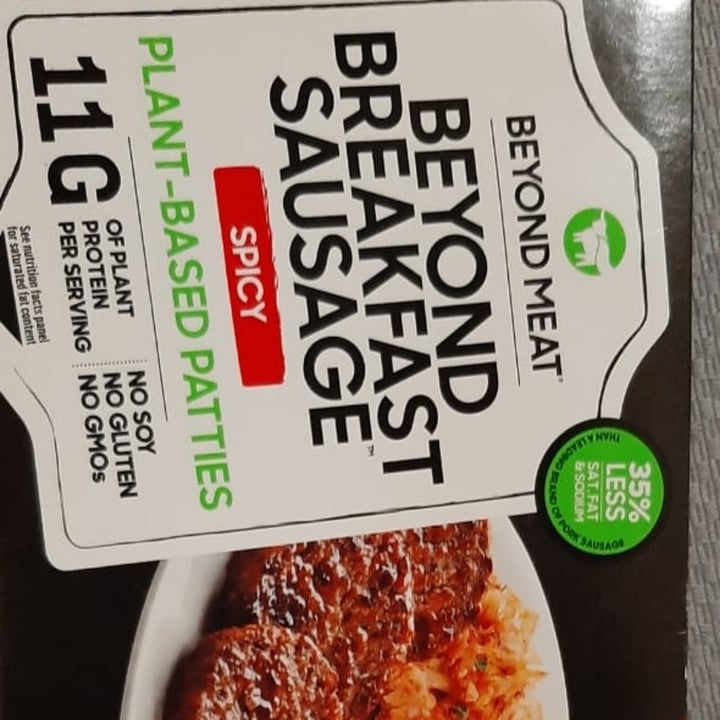 BEYOND MEAT®
BEYOND
BREAKFAST
SAUSAGE™
SPICY
PLANT-BASED PATTIES
11G
OF PLANT
PROTEIN
PER SERVING
NO SOY
NO GLUTEN
NO GMOs
See nutrition facts panel
for saturated fat content
35%
LESS
SAT. FAT
& SODIUM
THAN A LEADING BRAND OF PORK SAUSAGE